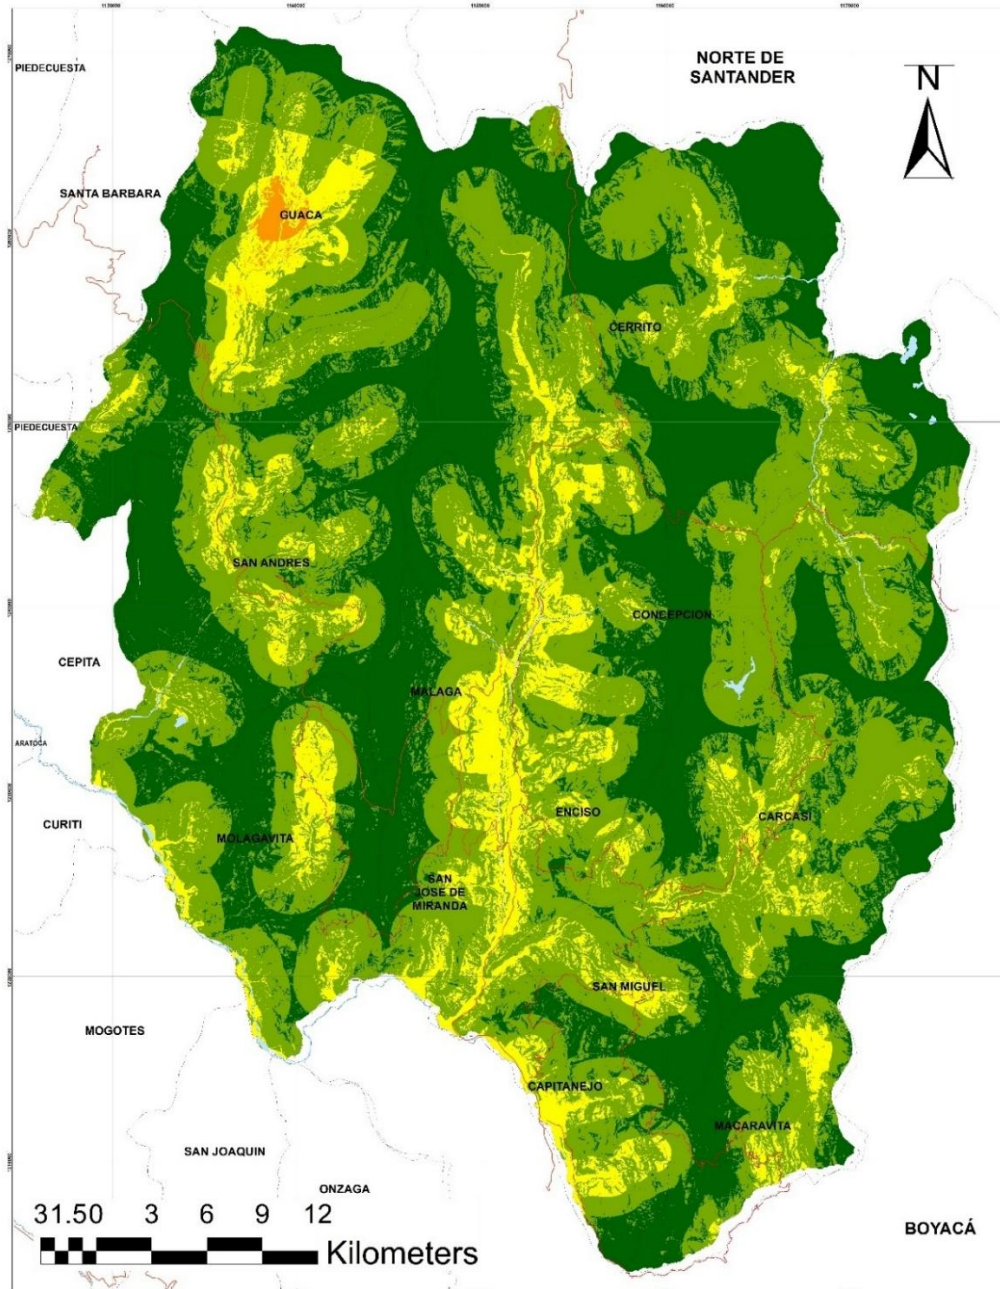 NORTE DE
SANTANDER
PIEDECUESTA
N
SANTA BARBARA
GUACA
CERRITO
PIEDECUESTA
SAN ANDRES
CONCEPCION
CEPITA
MALAGA
ARATOCA
ENCISO
CARCASI
CURITI
MOLAGAVITA
SAN
JOSE DE
MIRANDA
SAN MIGUEL
MOGOTES
CAPITANEJO
MACARAVITA
SAN JOAQUIN
ONZAGA
BOYACÁ
31.50 3 6 9 12
Kilometers